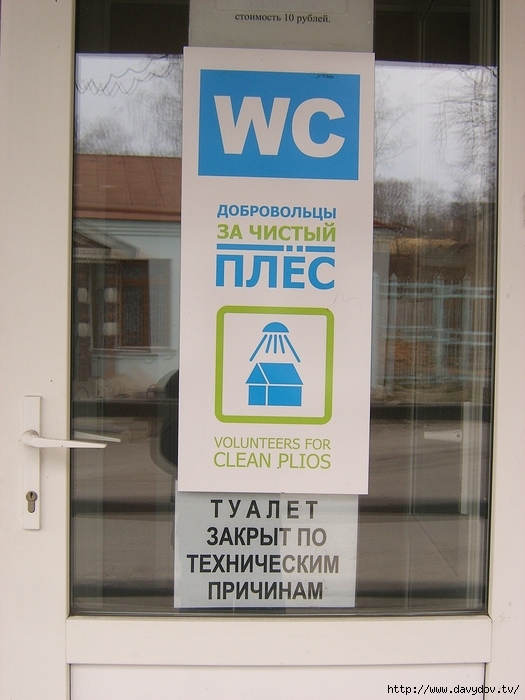 стоимость 10 рублей.
WC
ДОБРОВОЛЬЦЫ
ЗА ЧИСТЫЙ
ПЛЁС
VOLUNTEERS FOR
CLEAN PLIOS
ТУАЛЕТ
ЗАКРЫТ ПО
ТЕХНИЧЕСКИМ
ПРИЧИНАМ
http://www.davydov.tv/